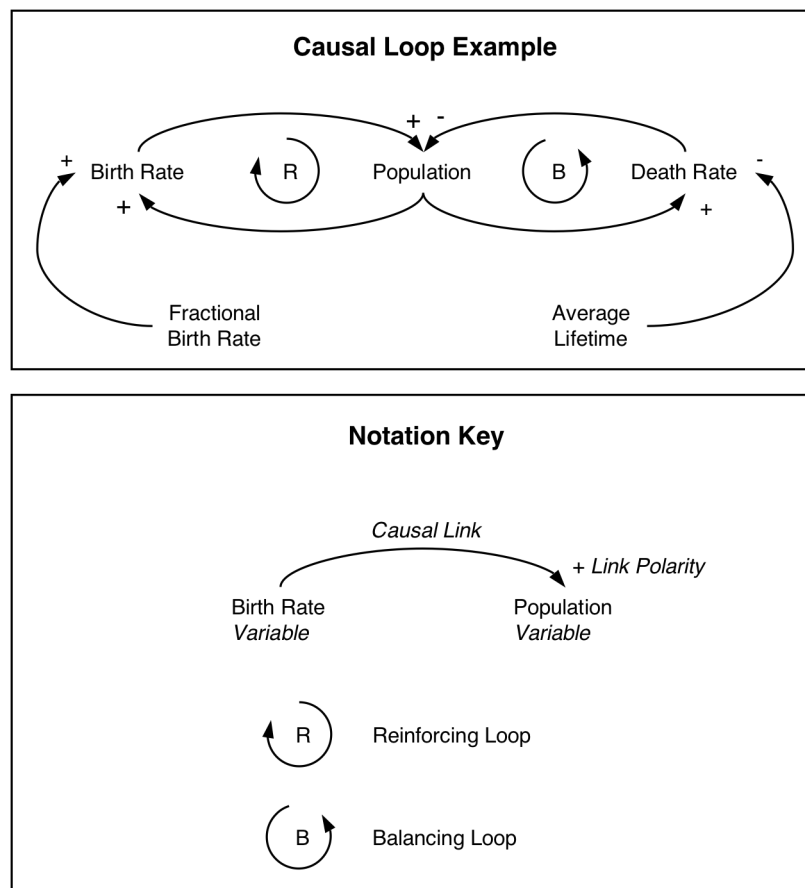 Causal Loop Example
+ -
+ Birth Rate R Population B Death Rate -
+ +
Fractional
Birth Rate
Average
Lifetime
Notation Key
Causal Link
+ Link Polarity
Birth Rate
Variable
Population
Variable
R Reinforcing Loop
B Balancing Loop